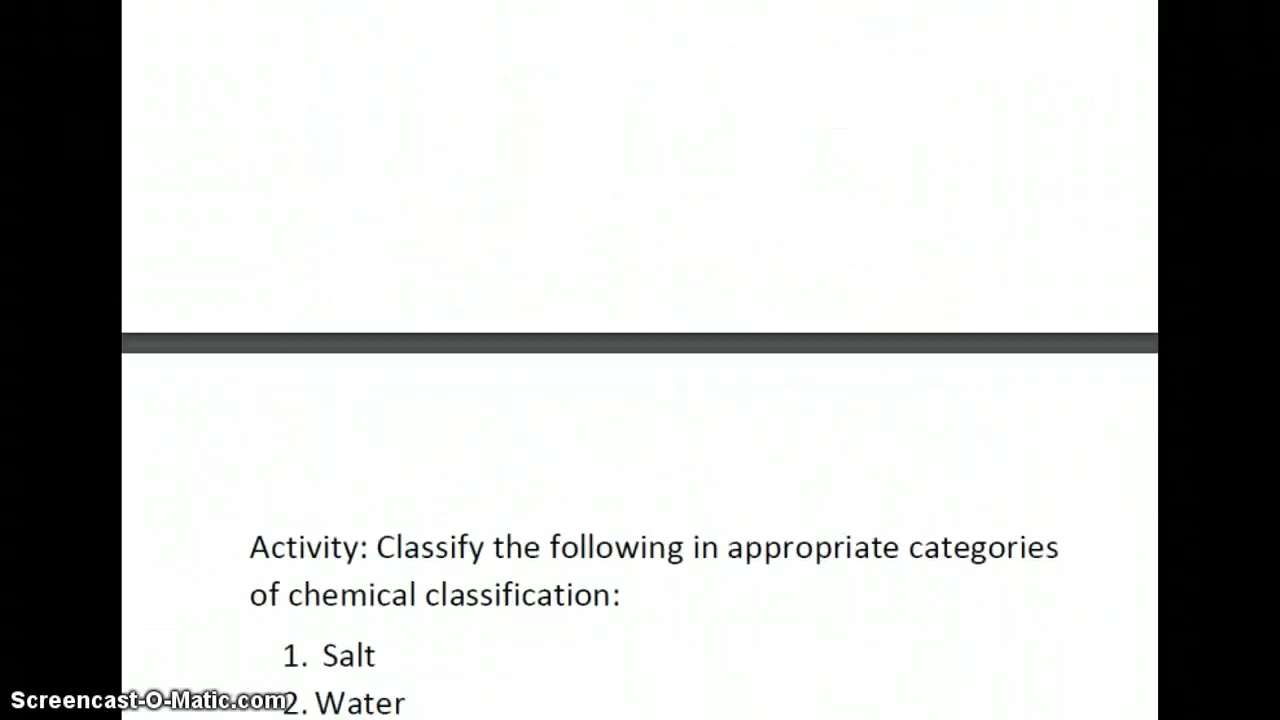 Activity: Classify the following in appropriate categories
of chemical classification:
1. Salt
2. Water
Screencast-O-Matic.com